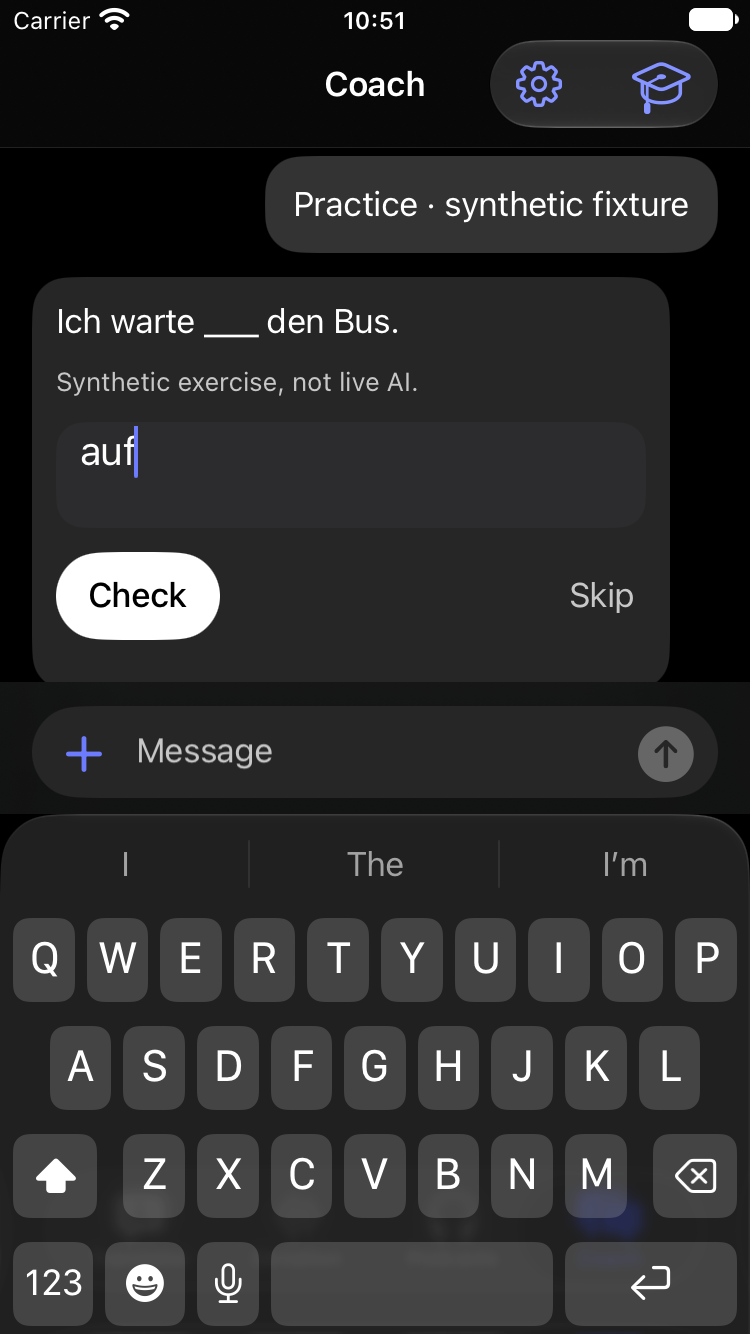 Carrier 10:51
Coach
Practice · synthetic fixture
Ich warte ___ den Bus.
Synthetic exercise, not live AI.
auf
Check Skip
Message
I The I’m
Q W E R T Y U I O P
A S D F G H J K L
Z X C V B N M
123